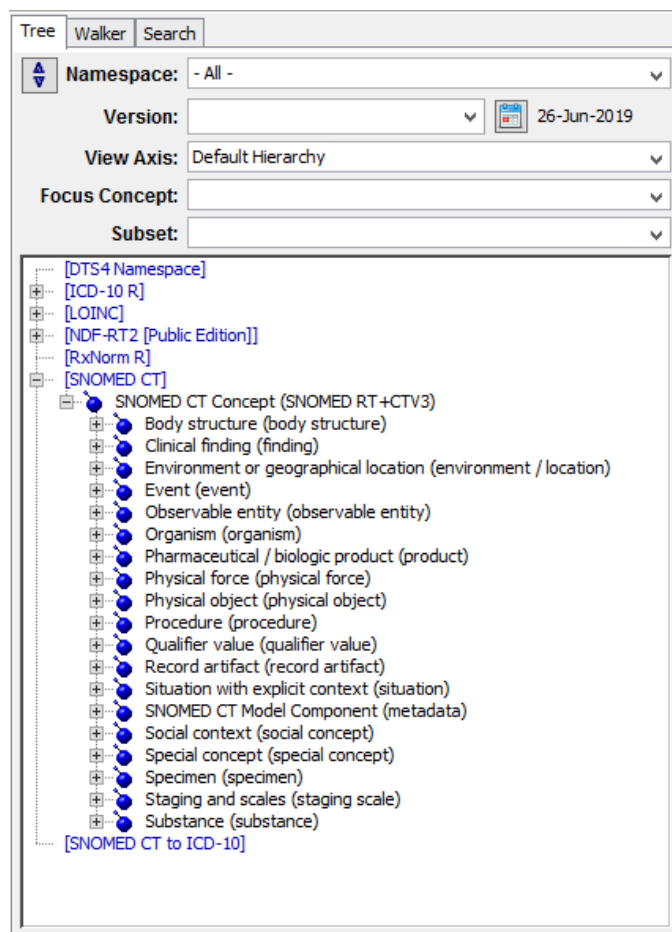 Tree Walker Search
Namespace: - All -
Version: 26-Jun-2019
View Axis: Default Hierarchy
Focus Concept:
Subset:
[DTS4 Namespace]
[ICD-10 R]
[LOINC]
[NDF-RT2 [Public Edition]]
[RxNorm R]
[SNOMED CT]
SNOMED CT Concept (SNOMED RT+CTV3)
Body structure (body structure)
Clinical finding (finding)
Environment or geographical location (environment / location)
Event (event)
Observable entity (observable entity)
Organism (organism)
Pharmaceutical / biologic product (product)
Physical force (physical force)
Physical object (physical object)
Procedure (procedure)
Qualifier value (qualifier value)
Record artifact (record artifact)
Situation with explicit context (situation)
SNOMED CT Model Component (metadata)
Social context (social concept)
Special concept (special concept)
Specimen (specimen)
Staging and scales (staging scale)
Substance (substance)
[SNOMED CT to ICD-10]